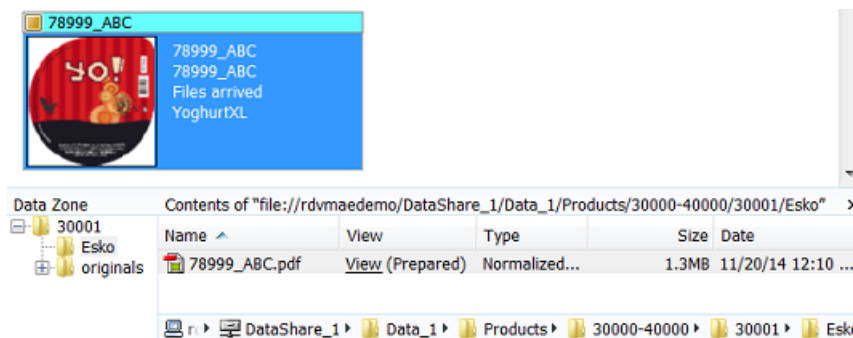 78999_ABC
YO!
78999_ABC
78999_ABC
Files arrived
YoghurtXL
Data Zone
Contents of "file://rdvmaedemo/DataShare_1/Data_1/Products/30000-40000/30001/Esko"
30001
Esko
originals
Name View Type Size Date
78999_ABC.pdf View (Prepared) Normalized... 1.3MB 11/20/14 12:10 ...
DataShare_1 Data_1 Products 30000-40000 30001 Esk